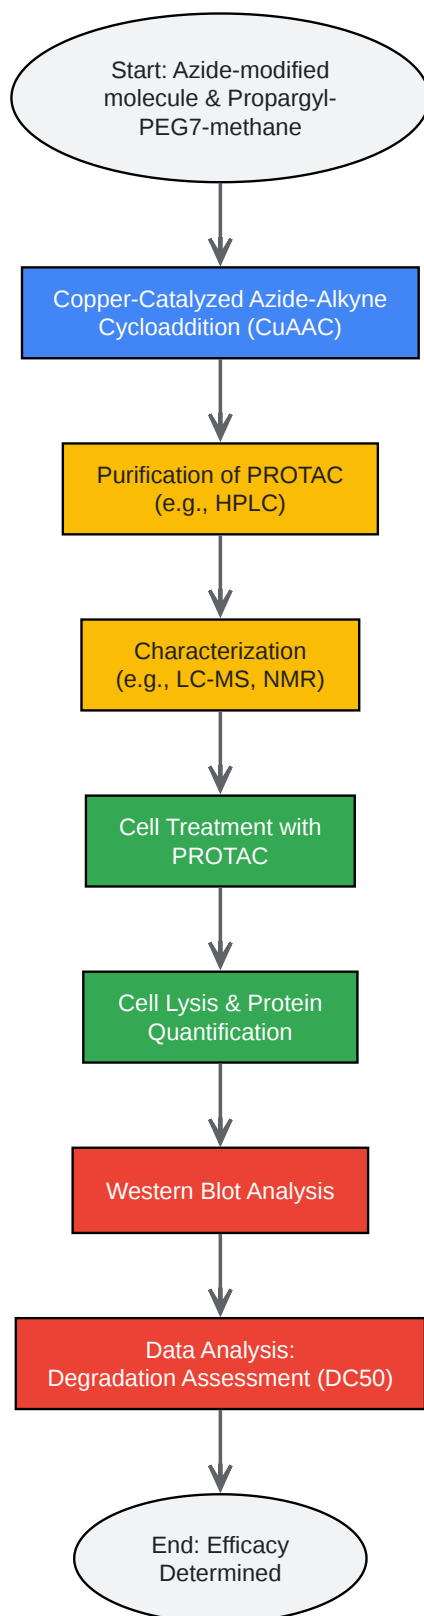 Start: Azide-modified
molecule & Propargyl-
PEG7-methane
Copper-Catalyzed Azide-Alkyne
Cycloaddition (CuAAC)
Purification of PROTAC
(e.g., HPLC)
Characterization
(e.g., LC-MS, NMR)
Cell Treatment with
PROTAC
Cell Lysis & Protein
Quantification
Western Blot Analysis
Data Analysis:
Degradation Assessment (DC50)
End: Efficacy
Determined